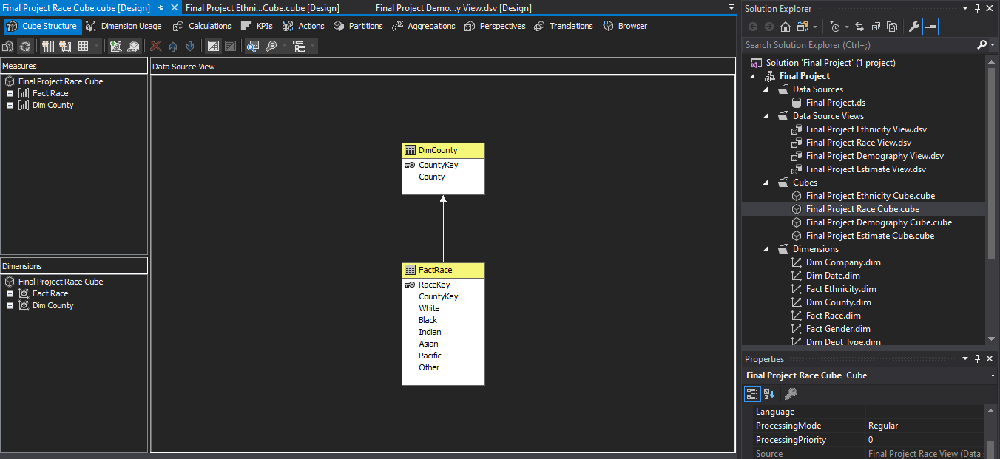 Final Project Race Cube.cube [Design]
Final Project Ethni...Cube.cube [Design]
Final Project Demo...y View.dsv [Design]
Cube Structure
Dimension Usage
Calculations
KPIs
Actions
Partitions
Aggregations
Perspectives
Translations
Browser
Measures
Final Project Race Cube
Fact Race
Dim County
Dimensions
Final Project Race Cube
Fact Race
Dim County
Data Source View
DimCounty
CountyKey
County
FactRace
RaceKey
CountyKey
White
Black
Indian
Asian
Pacific
Other
Solution Explorer
Search Solution Explorer (Ctrl+;)
Solution 'Final Project' (1 project)
Final Project
Data Sources
Final Project.ds
Data Source Views
Final Project Ethnicity View.dsv
Final Project Race View.dsv
Final Project Demography View.dsv
Final Project Estimate View.dsv
Cubes
Final Project Ethnicity Cube.cube
Final Project Race Cube.cube
Final Project Demography Cube.cube
Final Project Estimate Cube.cube
Dimensions
Dim Company.dim
Dim Date.dim
Fact Ethnicity.dim
Dim County.dim
Fact Race.dim
Fact Gender.dim
Dim Dept Type.dim
Properties
Final Project Race Cube Cube
Language
ProcessingMode Regular
ProcessingPriority 0
Source Final Project Race View (Data s